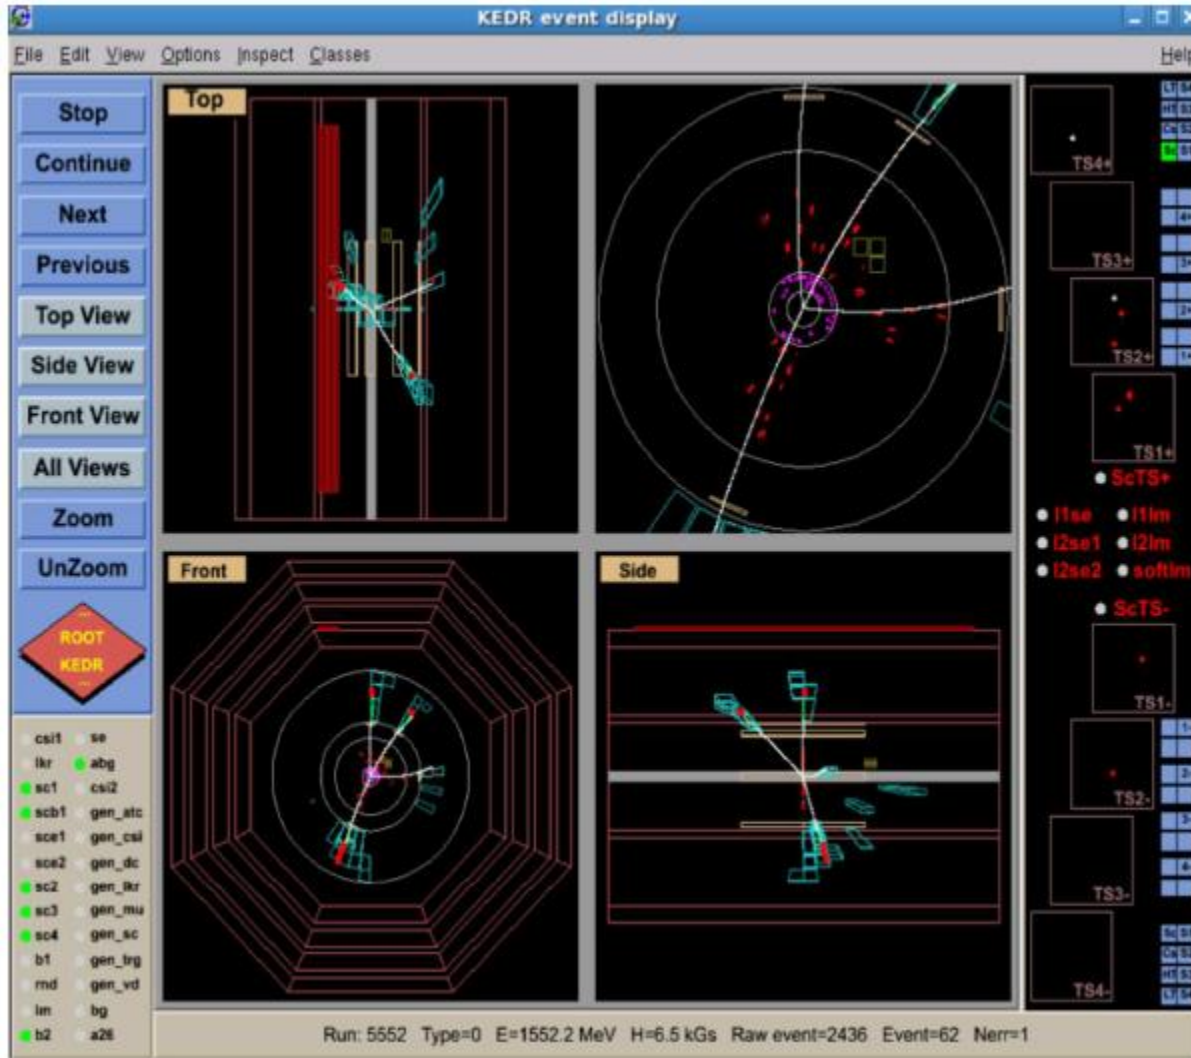 KEDR event display
File Edit View Options Inspect Classes Help
Stop
Continue
Next
Previous
Top View
Side View
Front View
All Views
Zoom
UnZoom
ROOT
KEDR
csi1 se
lkr abg
sc1 csi2
scb1 gen_atc
sce1 gen_csi
sce2 gen_dc
sc2 gen_lkr
sc3 gen_mu
sc4 gen_sc
b1 gen_trg
rnd gen_vd
lm bg
b2 a26
Top
Front
Side
TS4+
TS3+
TS2+
TS1+
ScTS+
l1se l1lm
l2se1 l2lm
l2se2 softlm
ScTS-
TS1-
TS2-
TS3-
TS4-
Run: 5552 Type=0 E=1552.2 MeV H=6.5 kGs Raw event=2436 Event=62 Nerr=1